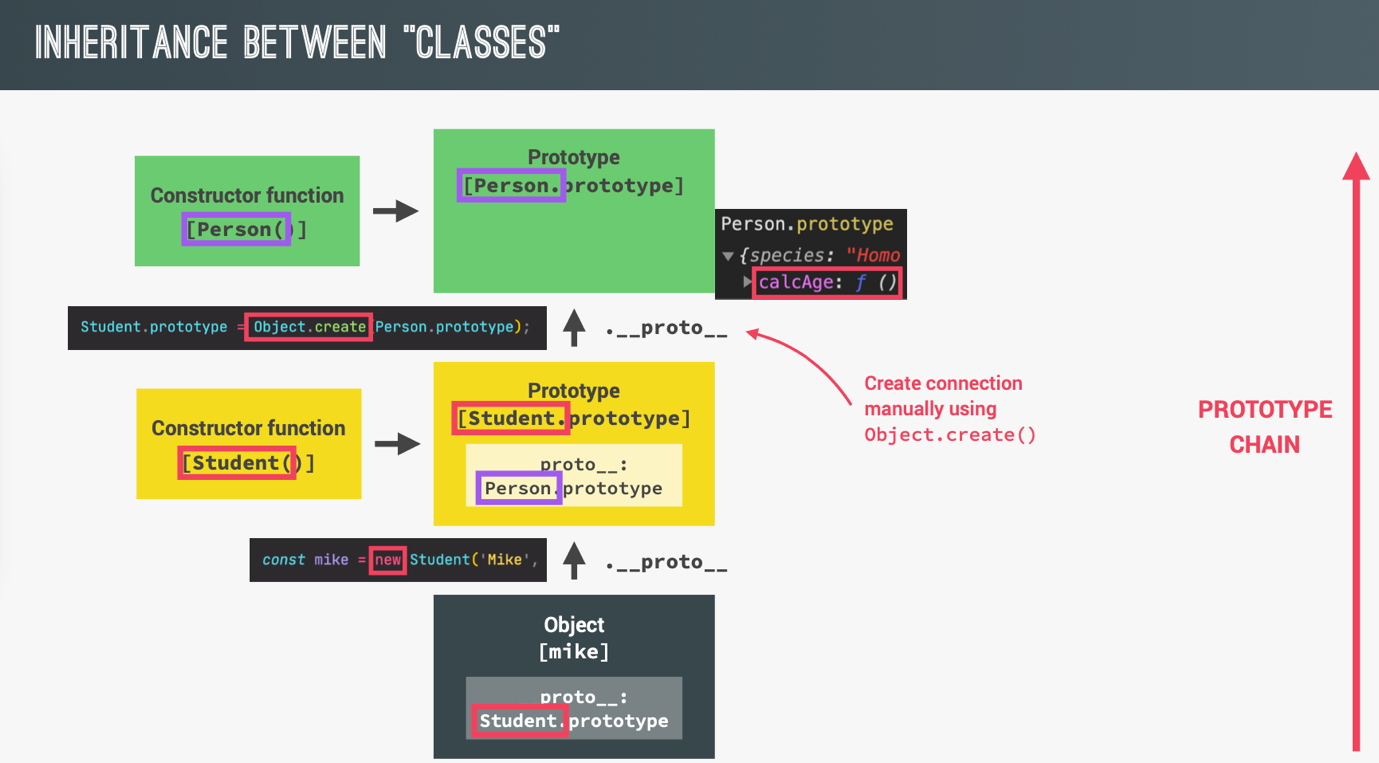 INHERITANCE BETWEEN "CLASSES"
Constructor function
[Person()]
Prototype
[Person.prototype]
Person.prototype
▼{species: "Homo
▶calcAge: ƒ ()
Student.prototype = Object.create(Person.prototype);
.__proto__
Create connection
manually using
Object.create()
Constructor function
[Student()]
Prototype
[Student.prototype]
proto__:
Person.prototype
const mike = new Student('Mike',
.__proto__
Object
[mike]
proto__:
Student.prototype
PROTOTYPE
CHAIN